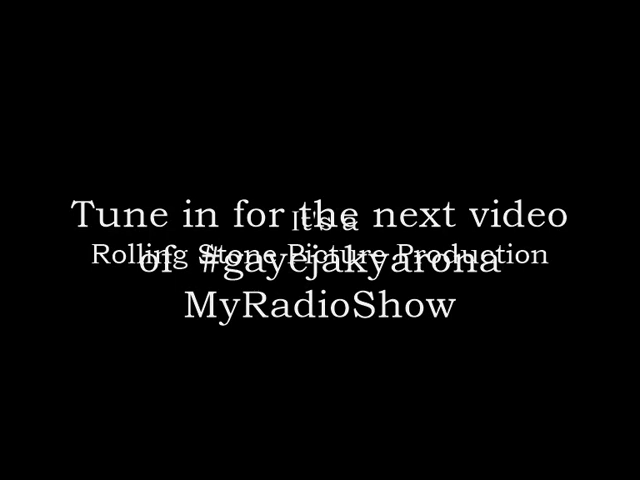 Tune in for the next video
It's a
of #gayejakyarona
Rolling Stone Picture Production
MyRadioShow